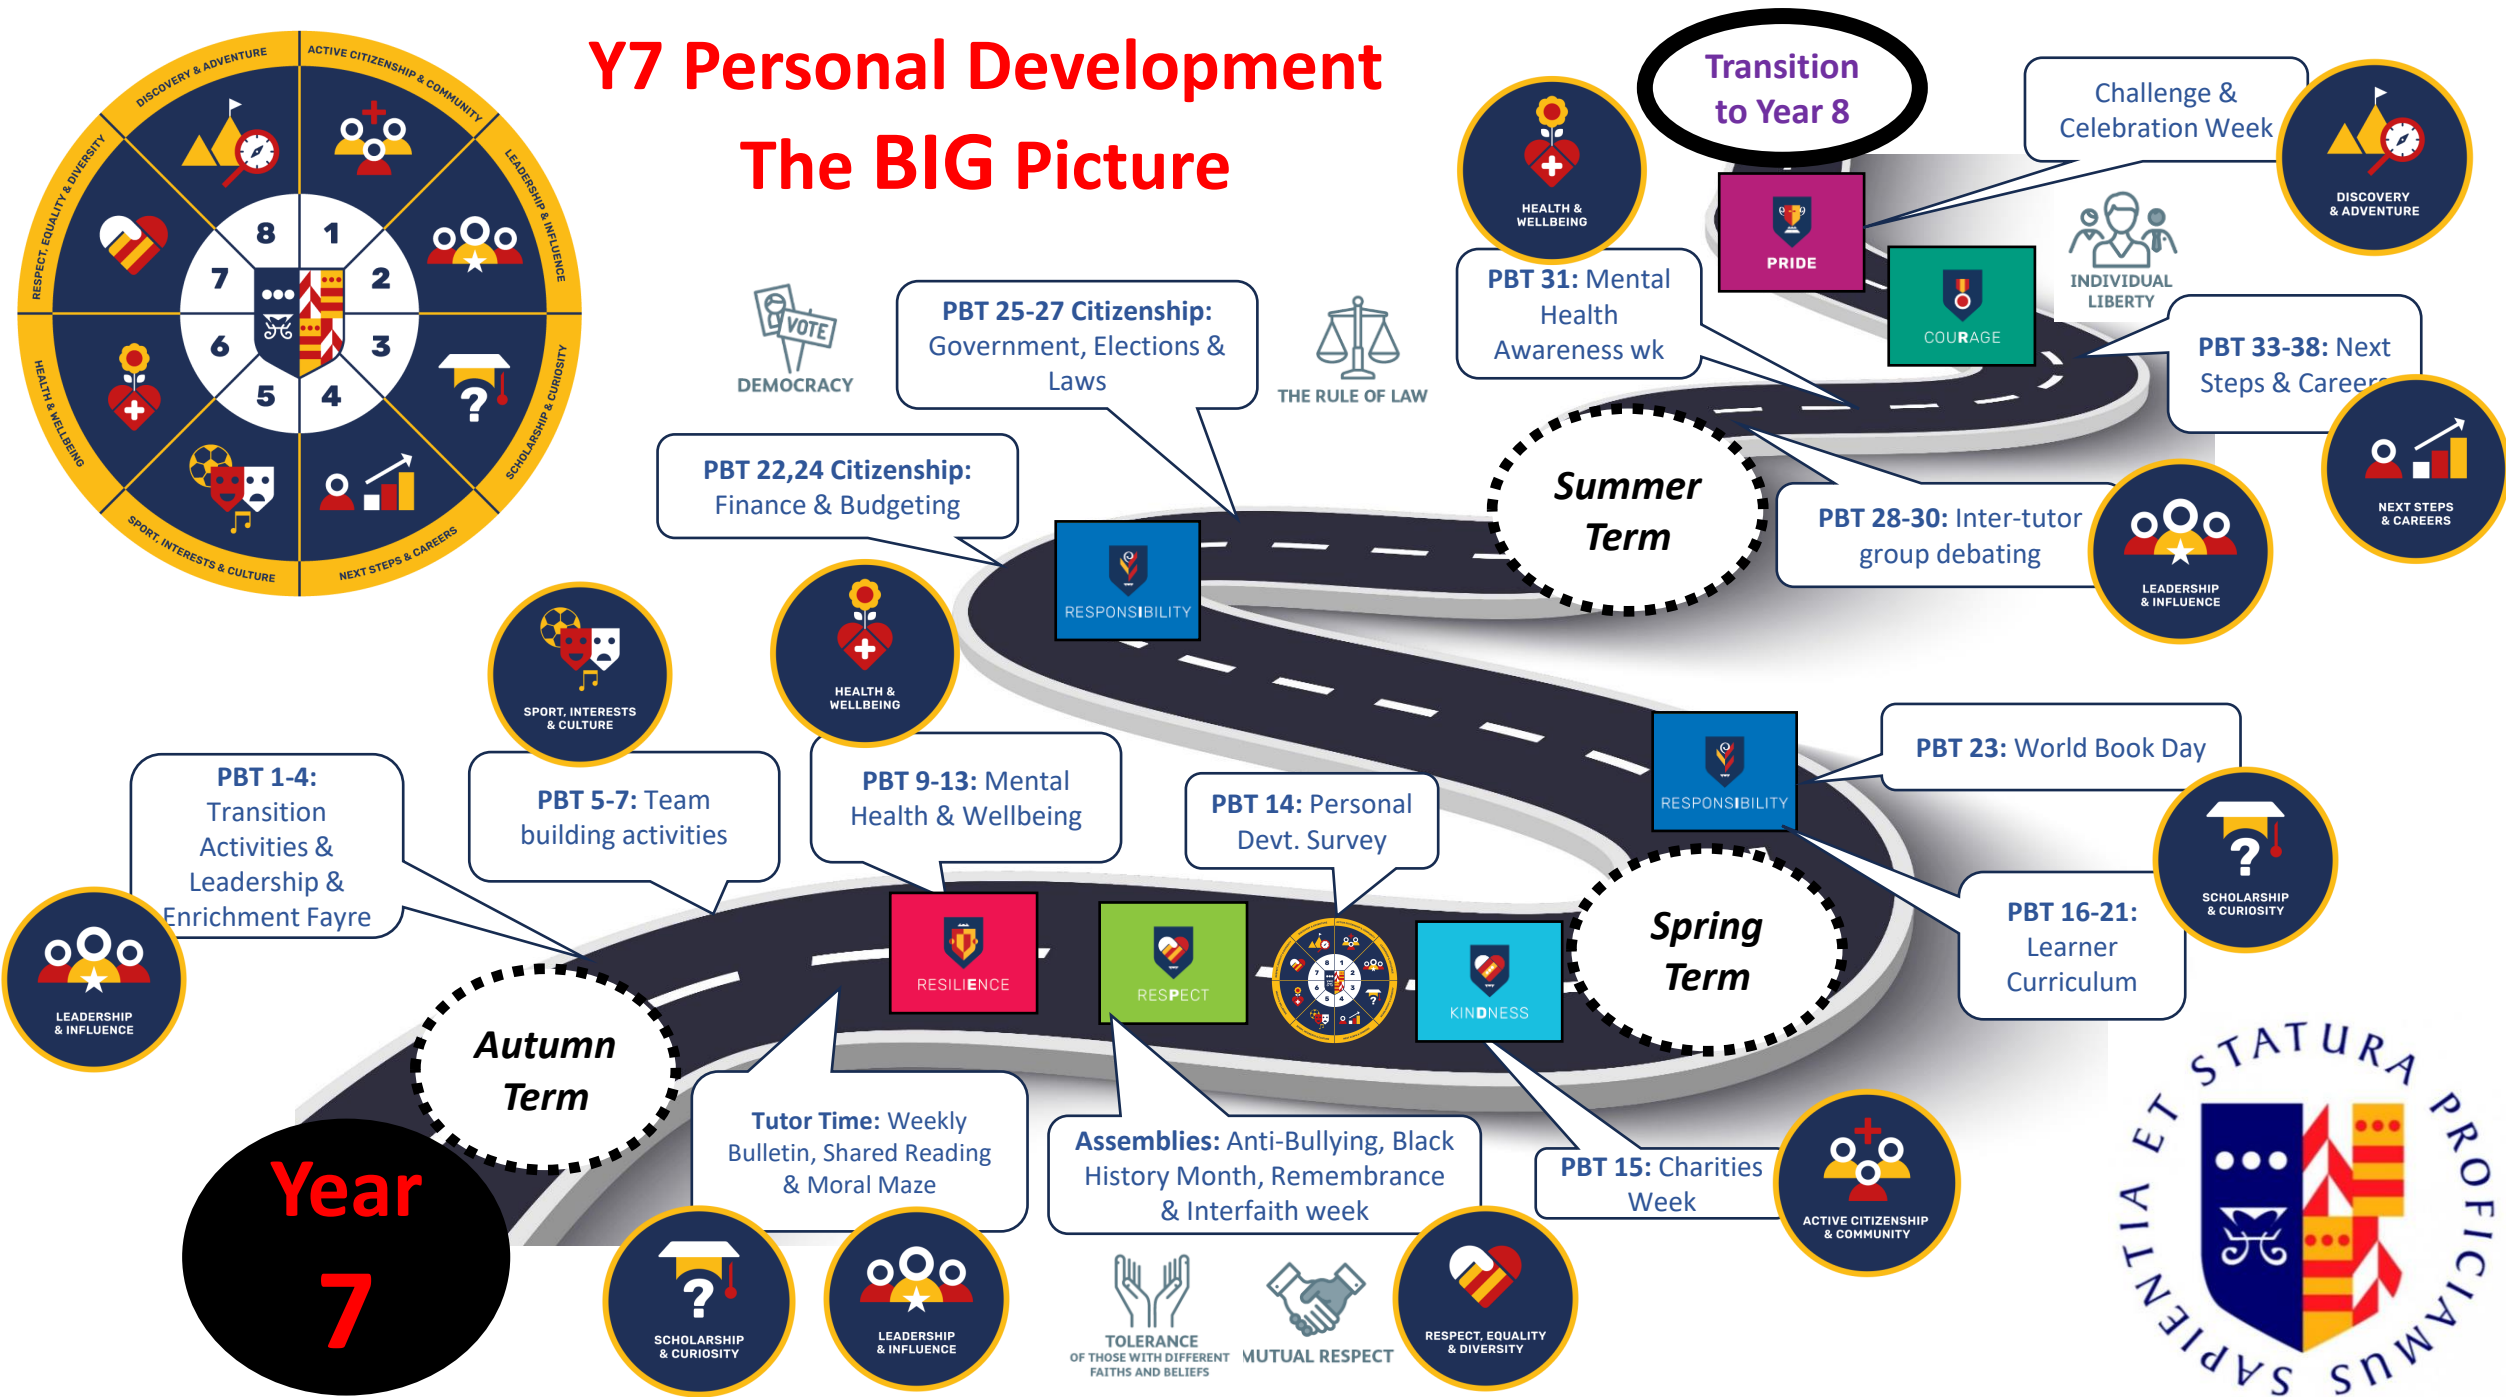 Y7 Personal Development
The BIG Picture
DISCOVERY & ADVENTURE
ACTIVE CITIZENSHIP & COMMUNITY
LEADERSHIP & INFLUENCE
SCHOLARSHIP & CURIOSITY
NEXT STEPS & CAREERS
SPORT, INTERESTS & CULTURE
HEALTH & WELLBEING
RESPECT, EQUALITY & DIVERSITY
8
1
7
2
6
3
5
4
Transition
to Year 8
Challenge &
Celebration Week
DISCOVERY
& ADVENTURE
HEALTH &
WELLBEING
PRIDE
INDIVIDUAL
LIBERTY
COURAGE
PBT 31: Mental
Health
Awareness wk
PBT 33-38: Next
Steps & Careers
NEXT STEPS
& CAREERS
VOTE
DEMOCRACY
PBT 25-27 Citizenship:
Government, Elections &
Laws
THE RULE OF LAW
PBT 22,24 Citizenship:
Finance & Budgeting
Summer
Term
PBT 28-30: Inter-tutor
group debating
LEADERSHIP
& INFLUENCE
RESPONSIBILITY
SPORT, INTERESTS
& CULTURE
HEALTH &
WELLBEING
RESPONSIBILITY
PBT 23: World Book Day
SCHOLARSHIP
& CURIOSITY
PBT 1-4:
Transition
Activities &
Leadership &
Enrichment Fayre
LEADERSHIP
& INFLUENCE
PBT 5-7: Team
building activities
PBT 9-13: Mental
Health & Wellbeing
PBT 14: Personal
Devt. Survey
PBT 16-21:
Learner
Curriculum
Spring
Term
RESILIENCE
RESPECT
8
1
7
2
6
3
5
4
KINDNESS
Autumn
Term
Year
7
Tutor Time: Weekly
Bulletin, Shared Reading
& Moral Maze
SCHOLARSHIP
& CURIOSITY
LEADERSHIP
& INFLUENCE
Assemblies: Anti-Bullying, Black
History Month, Remembrance
& Interfaith week
TOLERANCE
OF THOSE WITH DIFFERENT
FAITHS AND BELIEFS
MUTUAL RESPECT
RESPECT, EQUALITY
& DIVERSITY
PBT 15: Charities
Week
ACTIVE CITIZENSHIP
& COMMUNITY
SAPIENTIA ET STATURA PROFICIAMUS